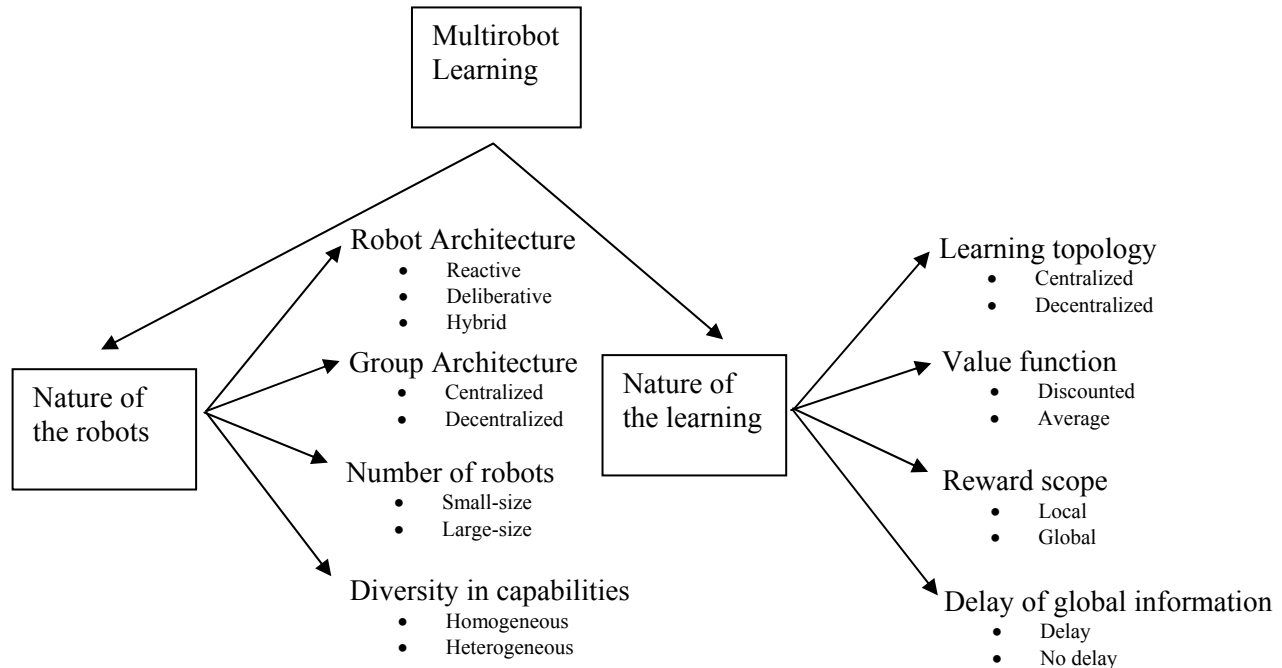 Multirobot
Learning
Nature of
the robots
Robot Architecture
• Reactive
• Deliberative
• Hybrid
Group Architecture
• Centralized
• Decentralized
Number of robots
• Small-size
• Large-size
Diversity in capabilities
• Homogeneous
• Heterogeneous
Nature of
the learning
Learning topology
• Centralized
• Decentralized
Value function
• Discounted
• Average
Reward scope
• Local
• Global
Delay of global information
• Delay
• No delay